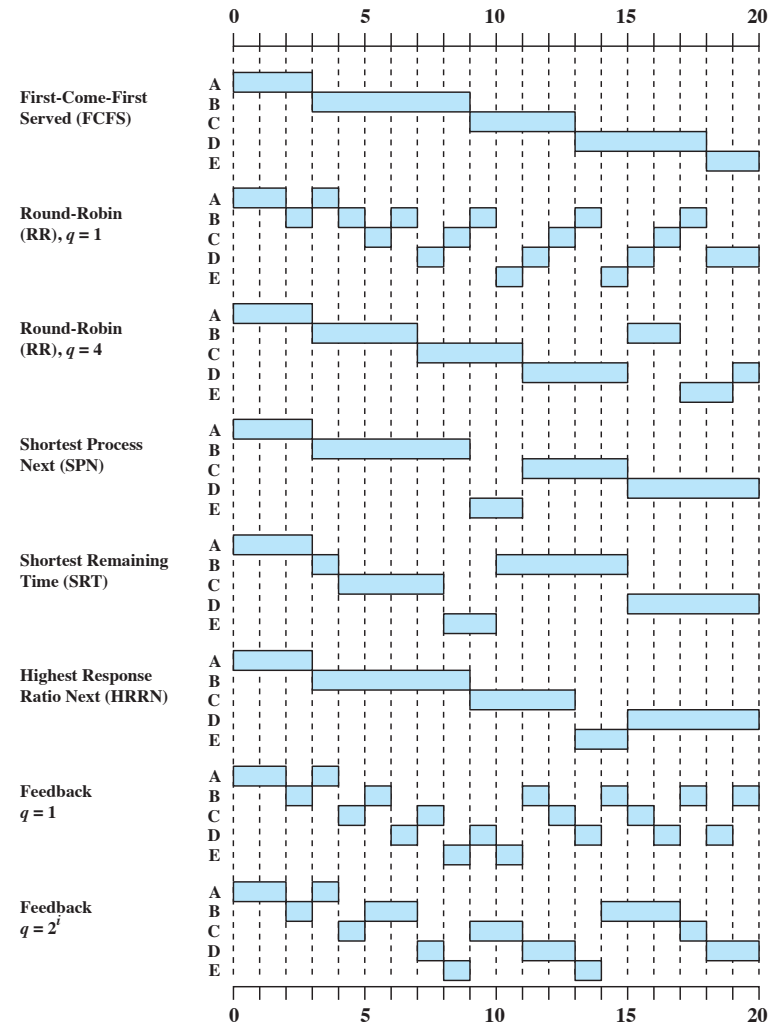 0 5 10 15 20
First-Come-First
Served (FCFS)
A
B
C
D
E
Round-Robin
(RR), q = 1
A
B
C
D
E
Round-Robin
(RR), q = 4
A
B
C
D
E
Shortest Process
Next (SPN)
A
B
C
D
E
Shortest Remaining
Time (SRT)
A
B
C
D
E
Highest Response
Ratio Next (HRRN)
A
B
C
D
E
Feedback
q = 1
A
B
C
D
E
Feedback
q = 2^i
A
B
C
D
E
0 5 10 15 20